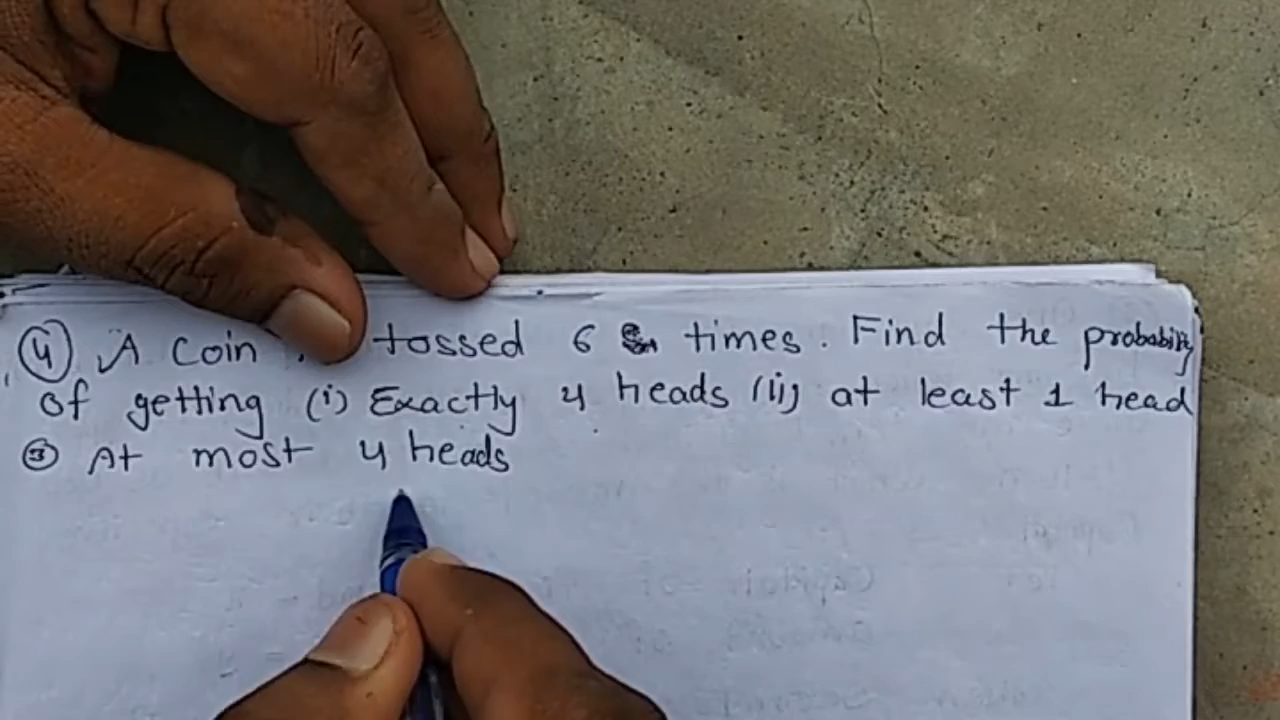 ④ A Coin tossed 6 times. Find the probability
of getting (i) Exactly 4 heads (ii) at least 1 head
③ At most 4 heads